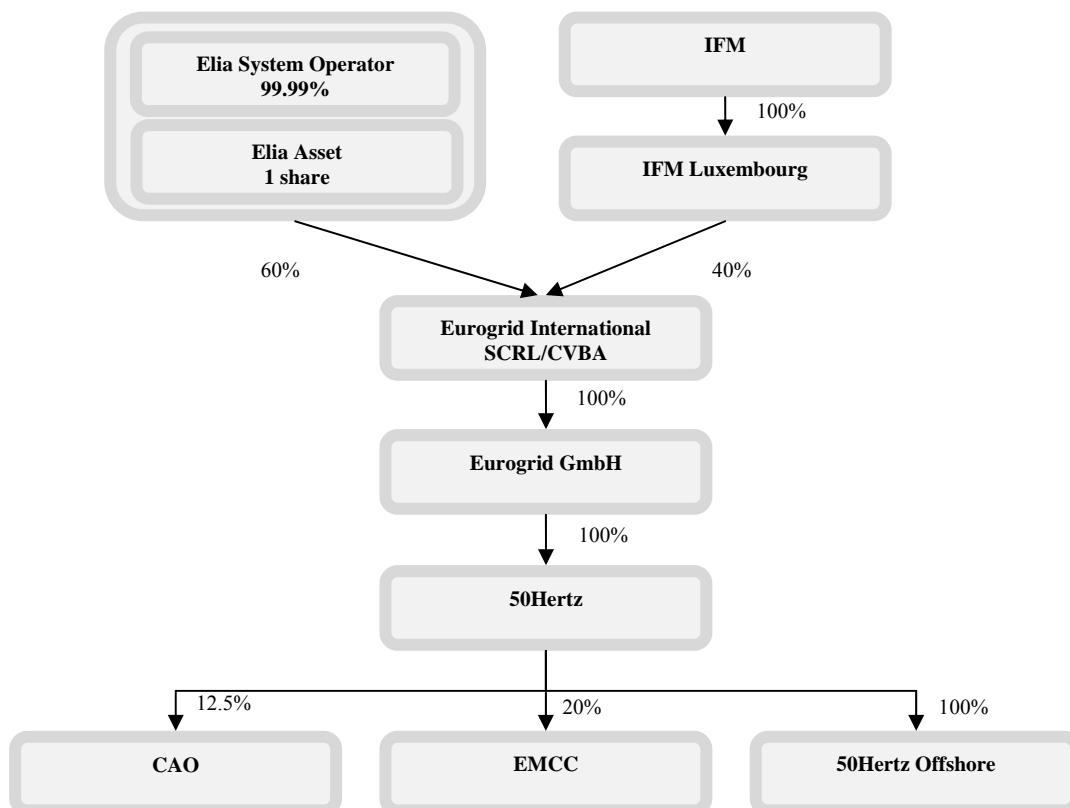 Elia System Operator
99.99%
Elia Asset
1 share
IFM
100%
IFM Luxembourg
60%
40%
Eurogrid International
SCRL/CVBA
100%
Eurogrid GmbH
100%
50Hertz
12.5%
20%
100%
CAO
EMCC
50Hertz Offshore